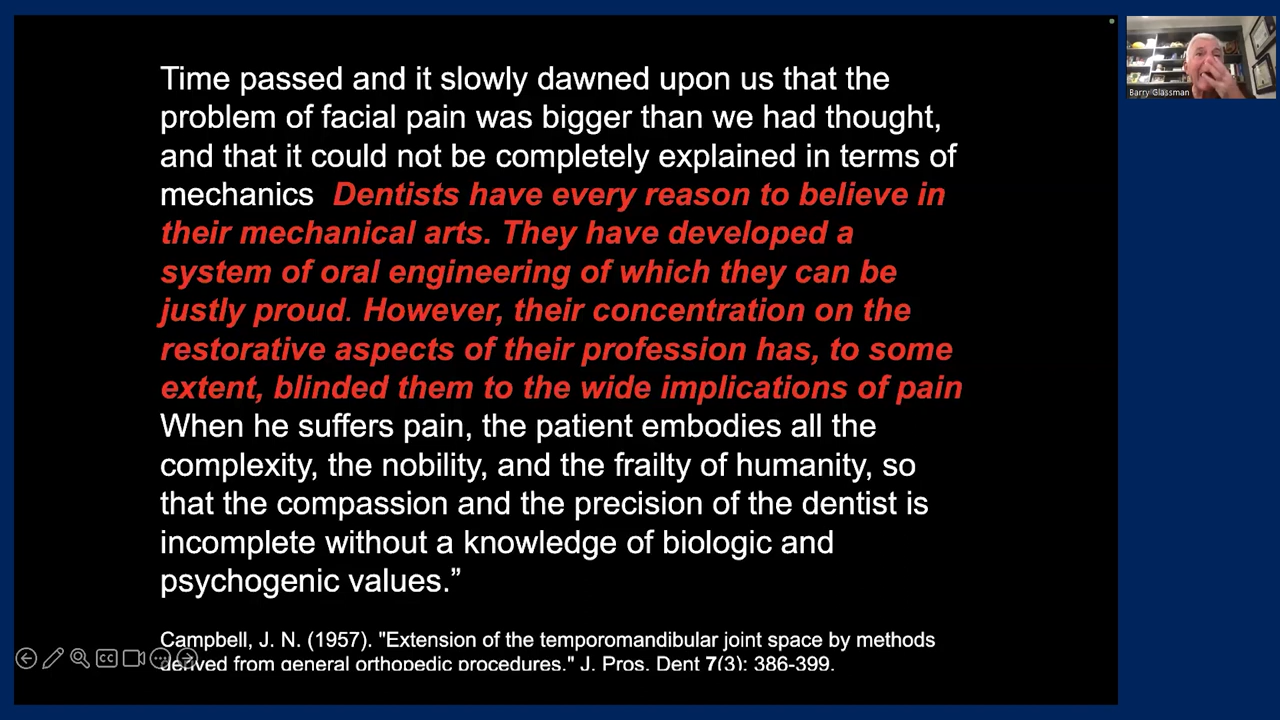 Time passed and it slowly dawned upon us that the
problem of facial pain was bigger than we had thought,
and that it could not be completely explained in terms of
mechanics Dentists have every reason to believe in
their mechanical arts. They have developed a
system of oral engineering of which they can be
justly proud. However, their concentration on the
restorative aspects of their profession has, to some
extent, blinded them to the wide implications of pain
When he suffers pain, the patient embodies all the
complexity, the nobility, and the frailty of humanity, so
that the compassion and the precision of the dentist is
incomplete without a knowledge of biologic and
psychogenic values.”
Campbell, J. N. (1957). "Extension of the temporomandibular joint space by methods
derived from general orthopedic procedures." J. Pros. Dent 7(3): 386-399.
CC
Barry Glassman